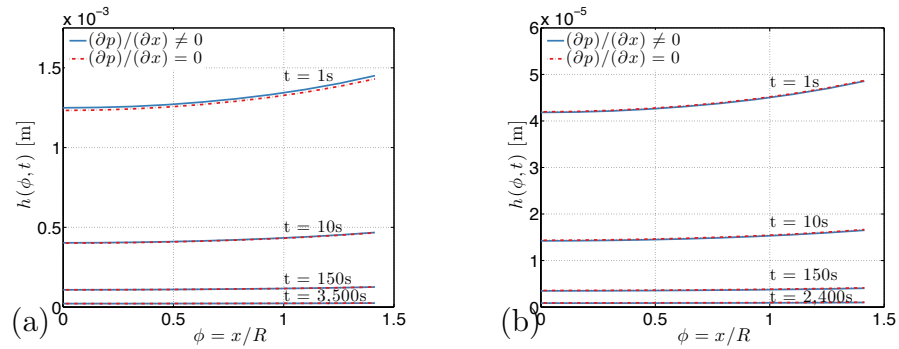 x 10⁻³
(∂p)/(∂x) ≠ 0
(∂p)/(∂x) = 0
t = 1s
t = 10s
t = 150s
t = 3,500s
1.5
1
0.5
0
h(ϕ, t) [m]
0 0.5 1 1.5
ϕ = x/R
(a)
x 10⁻⁵
(∂p)/(∂x) ≠ 0
(∂p)/(∂x) = 0
t = 1s
t = 10s
t = 150s
t = 2,400s
6
5
4
3
2
1
0
h(ϕ, t) [m]
0 0.5 1 1.5
ϕ = x/R
(b)